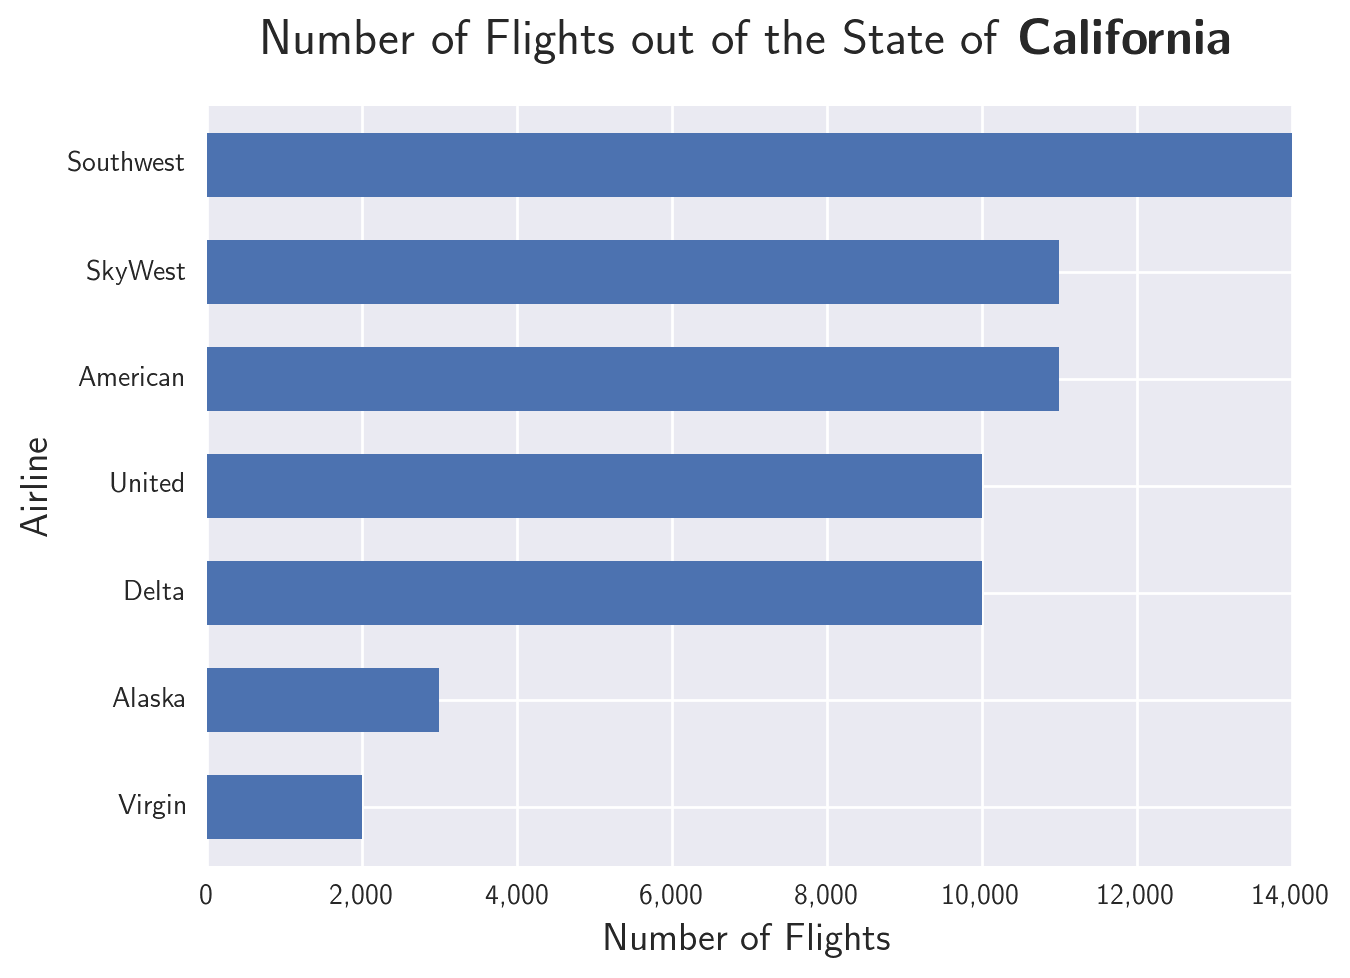 Number of Flights out of the State of California
Southwest
SkyWest
American
United
Delta
Alaska
Virgin
Airline
0 2,000 4,000 6,000 8,000 10,000 12,000 14,000
Number of Flights